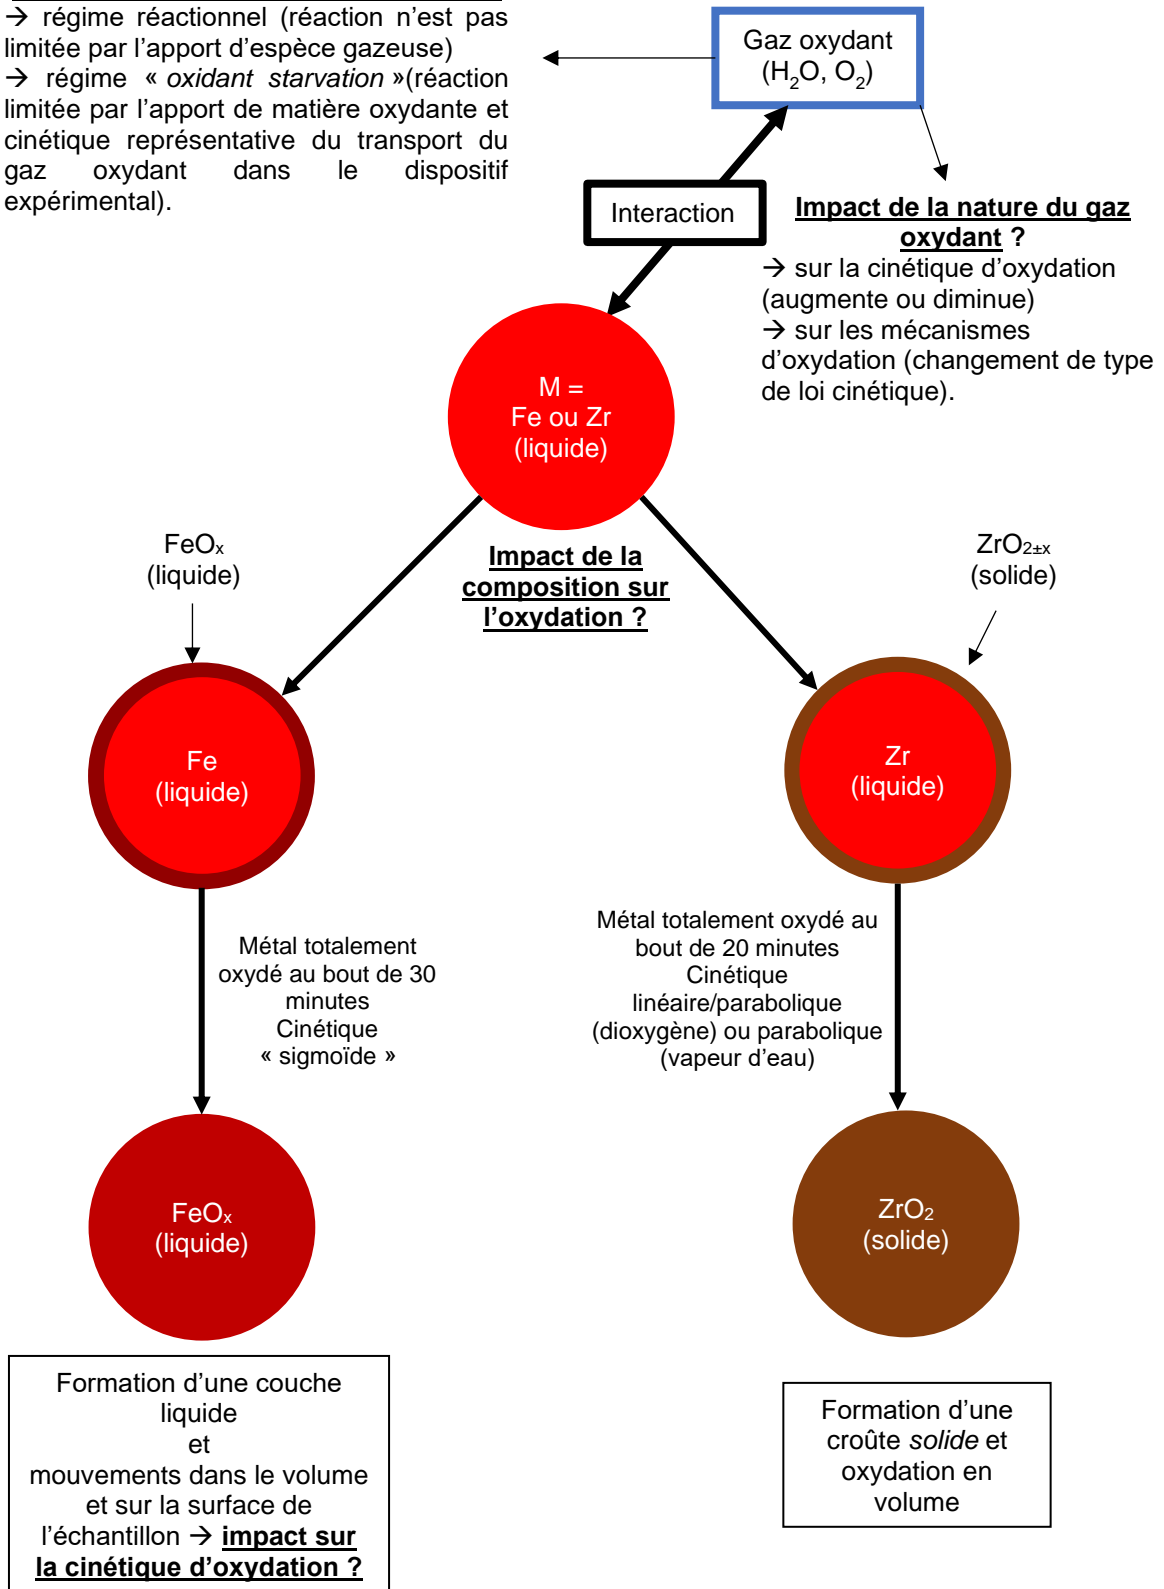 → régime réactionnel (réaction n’est pas
limitée par l’apport d’espèce gazeuse)
→ régime « oxidant starvation »(réaction
limitée par l’apport de matière oxydante et
cinétique représentative du transport du
gaz oxydant dans le dispositif
expérimental).
Gaz oxydant
(H2O, O2)
Interaction
Impact de la nature du gaz
oxydant ?
→ sur la cinétique d’oxydation
(augmente ou diminue)
→ sur les mécanismes
d’oxydation (changement de type
de loi cinétique).
M =
Fe ou Zr
(liquide)
Impact de la
composition sur
l’oxydation ?
FeOx
(liquide)
ZrO2±x
(solide)
Fe
(liquide)
Zr
(liquide)
Métal totalement
oxydé au bout de 30
minutes
Cinétique
« sigmoïde »
Métal totalement oxydé au
bout de 20 minutes
Cinétique
linéaire/parabolique
(dioxygène) ou parabolique
(vapeur d’eau)
FeOx
(liquide)
ZrO2
(solide)
Formation d’une couche
liquide
et
mouvements dans le volume
et sur la surface de
l’échantillon → impact sur
la cinétique d’oxydation ?
Formation d’une
croûte solide et
oxydation en
volume